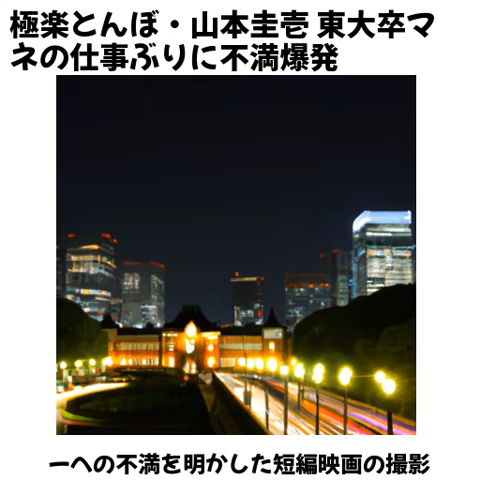 極楽とんぼ・山本圭壱 東大卒マ
ネの仕事ぶりに不満爆発
ーへの不満を明かした短編映画の撮影